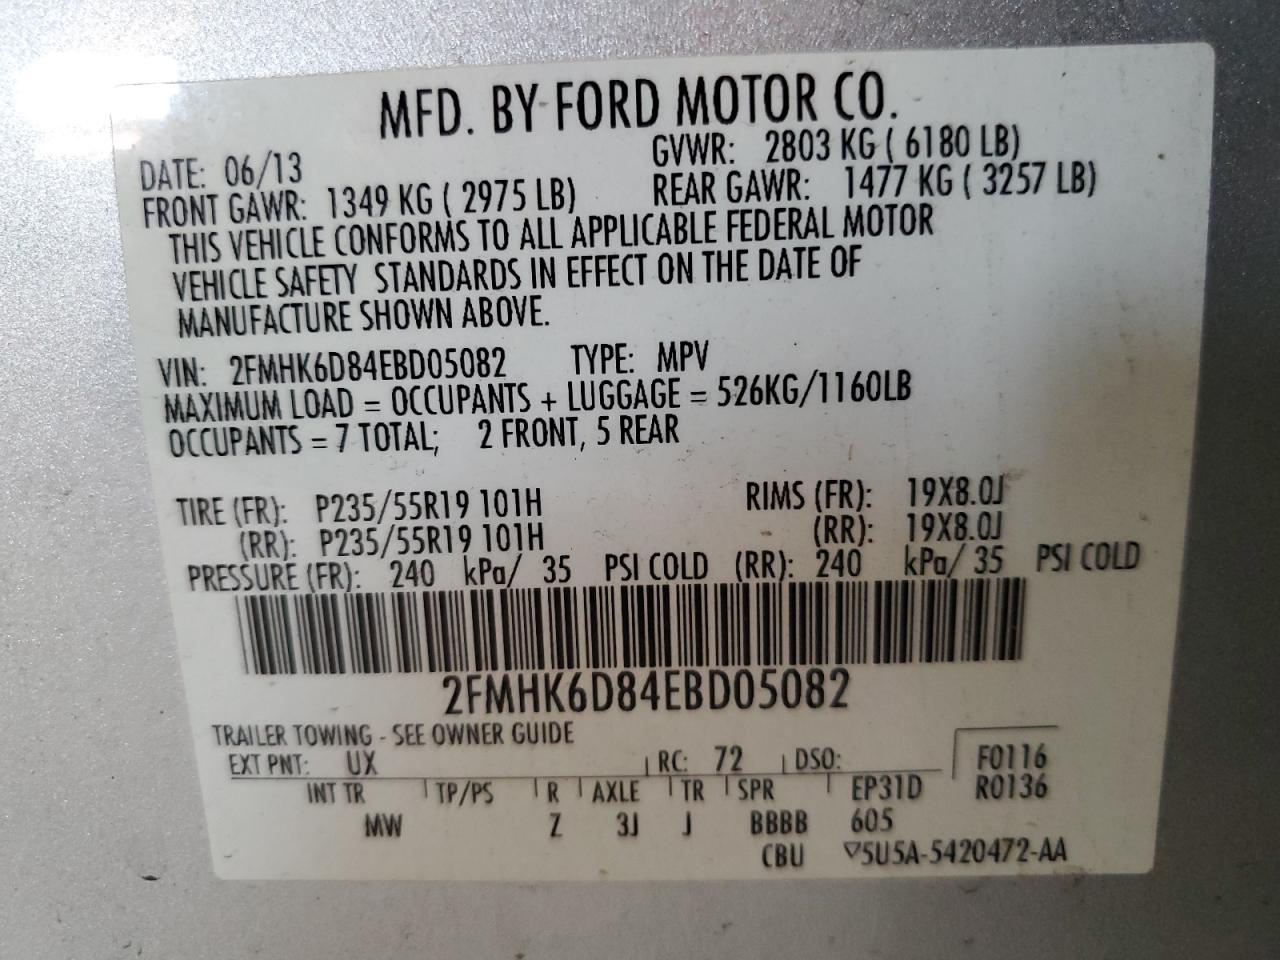 MFD. BY FORD MOTOR CO.
DATE: 06/13 GVWR: 2803 KG ( 6180 LB)
FRONT GAWR: 1349 KG ( 2975 LB) REAR GAWR: 1477 KG ( 3257 LB)
THIS VEHICLE CONFORMS TO ALL APPLICABLE FEDERAL MOTOR
VEHICLE SAFETY STANDARDS IN EFFECT ON THE DATE OF
MANUFACTURE SHOWN ABOVE.
VIN: 2FMHK6D84EBD05082 TYPE: MPV
MAXIMUM LOAD = OCCUPANTS + LUGGAGE = 526KG/1160LB
OCCUPANTS = 7 TOTAL; 2 FRONT, 5 REAR
TIRE (FR): P235/55R19 101H RIMS (FR): 19X8.0J
(RR): P235/55R19 101H (RR): 19X8.0J
PRESSURE (FR): 240 kPa/ 35 PSI COLD (RR): 240 kPa/ 35 PSI COLD
2FMHK6D84EBD05082
TRAILER TOWING - SEE OWNER GUIDE
EXT PNT: UX RC: 72 DSO: F0116
INT TR TP/PS R AXLE TR SPR EP31D R0136
MW Z 3J J BBBB 605
CBU ▽5U5A-5420472-AA